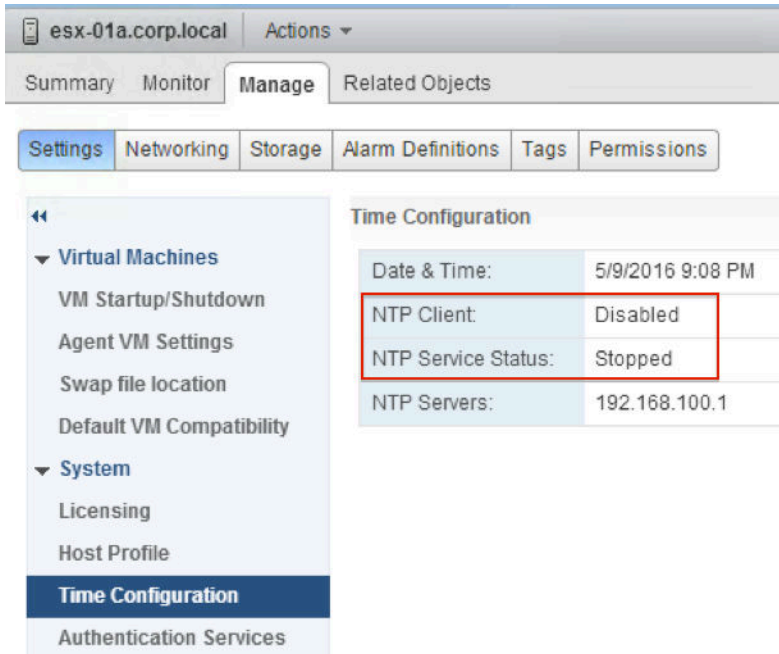 esx-01a.corp.local Actions
Summary Monitor Manage Related Objects
Settings Networking Storage Alarm Definitions Tags Permissions
Virtual Machines
VM Startup/Shutdown
Agent VM Settings
Swap file location
Default VM Compatibility
System
Licensing
Host Profile
Time Configuration
Authentication Services
Time Configuration
Date & Time: 5/9/2016 9:08 PM
NTP Client: Disabled
NTP Service Status: Stopped
NTP Servers: 192.168.100.1